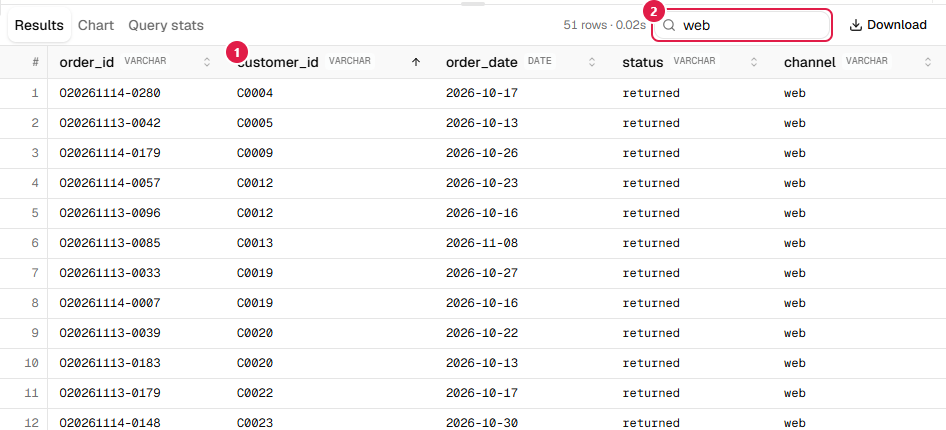 Results Chart Query stats 51 rows · 0.02s 2 web Download
# order_id VARCHAR 1 customer_id VARCHAR order_date DATE status VARCHAR channel VARCHAR
1 O20261114-0280 C0004 2026-10-17 returned web
2 O20261113-0042 C0005 2026-10-13 returned web
3 O20261114-0179 C0009 2026-10-26 returned web
4 O20261114-0057 C0012 2026-10-23 returned web
5 O20261113-0096 C0012 2026-10-16 returned web
6 O20261113-0085 C0013 2026-11-08 returned web
7 O20261113-0033 C0019 2026-10-27 returned web
8 O20261114-0007 C0019 2026-10-16 returned web
9 O20261113-0039 C0020 2026-10-22 returned web
10 O20261113-0183 C0020 2026-10-13 returned web
11 O20261113-0179 C0022 2026-10-17 returned web
12 O20261114-0148 C0023 2026-10-30 returned web